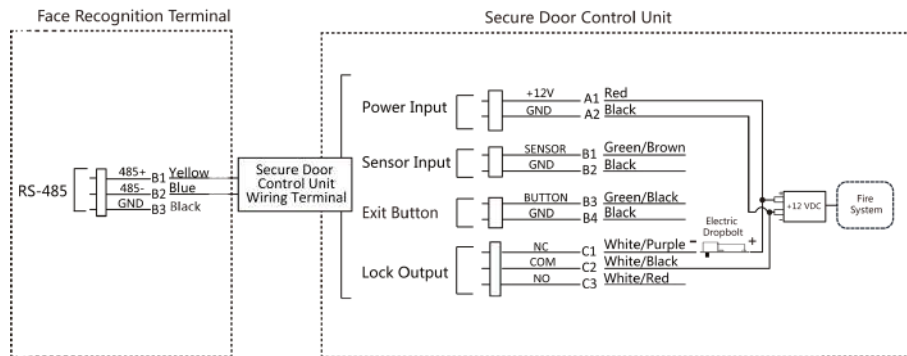 Face Recognition Terminal
Secure Door Control Unit
RS-485
485+ B1 Yellow
485- B2 Blue
GND B3 Black
Secure Door
Control Unit
Wiring Terminal
Power Input
+12V A1 Red
GND A2 Black
Sensor Input
SENSOR B1 Green/Brown
GND B2 Black
Exit Button
BUTTON B3 Green/Black
GND B4 Black
Lock Output
NC C1 White/Purple
COM C2 White/Black
NO C3 White/Red
Electric
Dropbolt
- +
+12 VDC
Fire
System